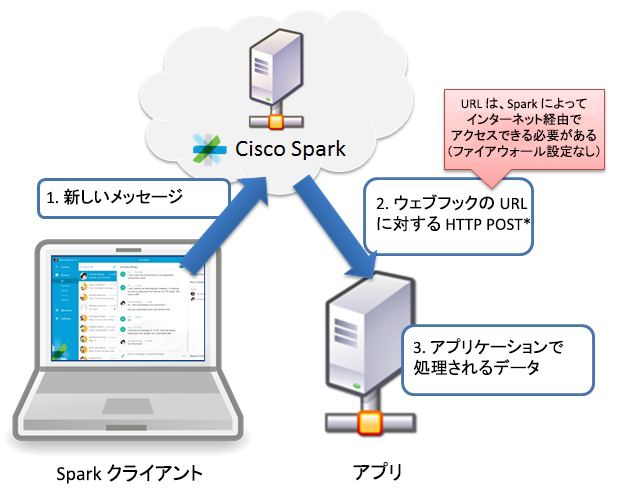 Cisco Spark
URL は、Spark によって
インターネット経由で
アクセスできる必要がある
（ファイアウォール設定なし）
1. 新しいメッセージ
2. ウェブフックの URL
に対する HTTP POST*
3. アプリケーションで
処理されるデータ
Spark クライアント
アプリ